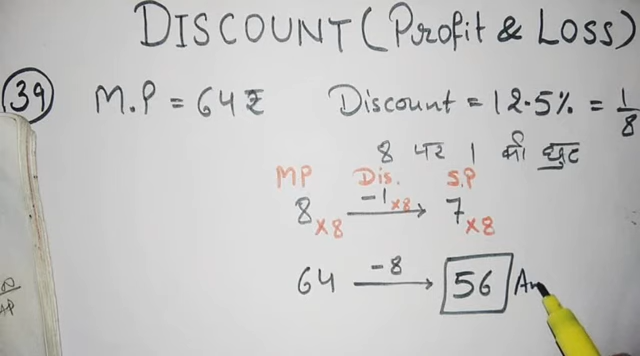 DISCOUNT (Profit & Loss)
39 M.P = 64₹ Discount = 12.5% = 1/8
8 पर 1 की छुट
MP Dis. S.P
8 ×8 -1 ×8 → 7 ×8
64 -8 → 56 An